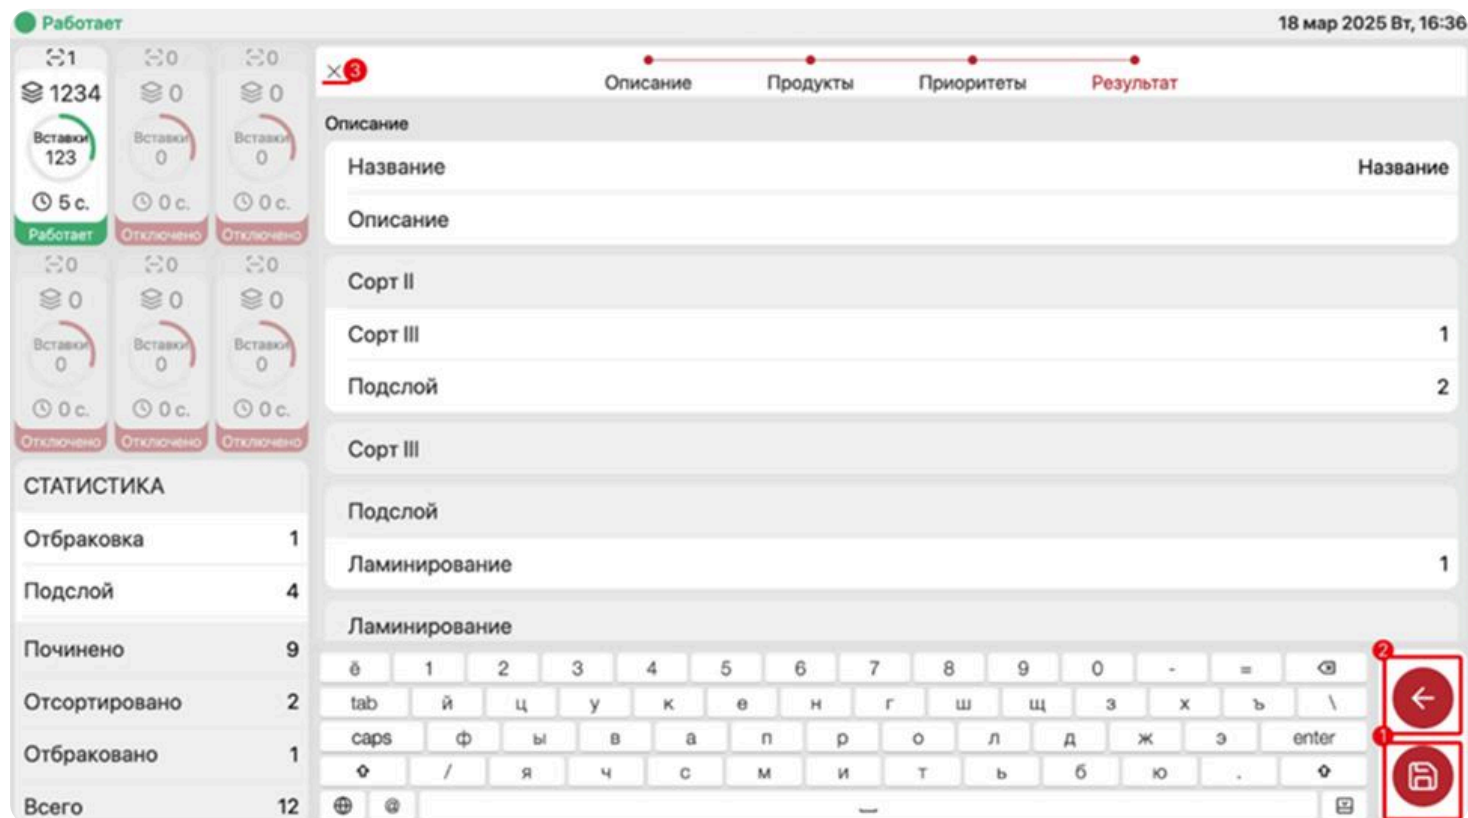 Работает
18 мар 2025 Вт, 16:36
1 0 0
1234 0 0
Вставки Вставки Вставки
123 0 0
5 с. 0 с. 0 с.
Работает Отключено Отключено
0 0 0
0 0 0
Вставки Вставки Вставки
0 0 0
0 с. 0 с. 0 с.
Отключено Отключено Отключено
СТАТИСТИКА
Отбраковка 1
Подслой 4
Починено 9
Отсортировано 2
Отбраковано 1
Всего 12
3
Описание Продукты Приоритеты Результат
Описание
Название Название
Описание
Сорт II
Сорт III 1
Подслой 2
Сорт III
Подслой
Ламинирование 1
Ламинирование
ё 1 2 3 4 5 6 7 8 9 0 - =
tab й ц у к е н г ш щ з х ъ \
caps ф ы в а п р о л д ж э enter
/ я ч с м и т ь б ю .
@
2
1